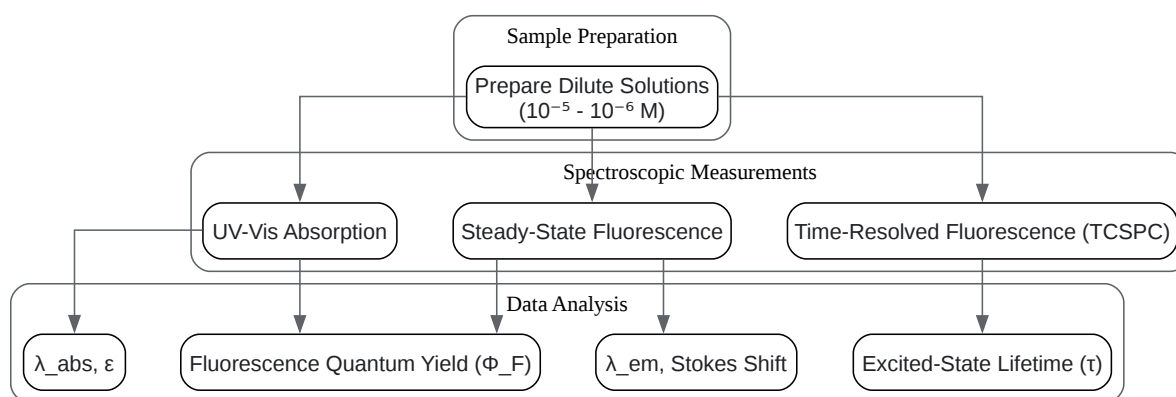 Sample Preparation
Prepare Dilute Solutions
(10⁻⁵ - 10⁻⁶ M)
Spectroscopic Measurements
UV-Vis Absorption
Steady-State Fluorescence
Time-Resolved Fluorescence (TCSPC)
Data Analysis
λ_abs, ε
Fluorescence Quantum Yield (Φ_F)
λ_em, Stokes Shift
Excited-State Lifetime (τ)